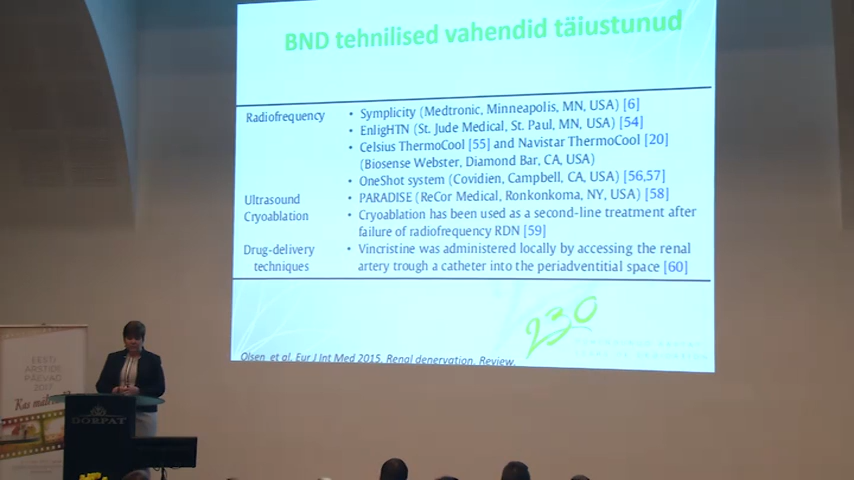 BND tehnilised vahendid täiustunud
Radiofrequency
• Symplicity (Medtronic, Minneapolis, MN, USA) [6]
• EnligHTN (St. Jude Medical, St. Paul, MN, USA) [54]
• Celsius ThermoCool [55] and Navistar ThermoCool [20]
(Biosense Webster, Diamond Bar, CA, USA)
• OneShot system (Covidien, Campbell, CA, USA) [56,57]
Ultrasound
• PARADISE (ReCor Medical, Ronkonkoma, NY, USA) [58]
Cryoablation
• Cryoablation has been used as a second-line treatment after
failure of radiofrequency RDN [59]
Drug-delivery
techniques
• Vincristine was administered locally by accessing the renal
artery trough a catheter into the periadventitial space [60]
230
Olsen et al. Eur J Int Med 2015. Renal denervation. Review.
EESTI
ARSTIDE
PÄEVAD
2017
DORPAT